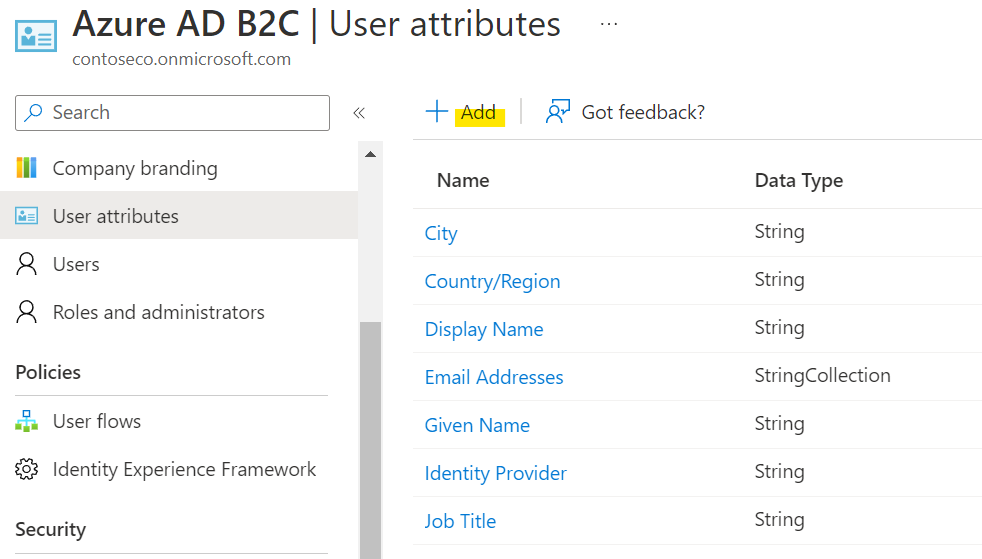 Azure AD B2C | User attributes ...
contoseco.onmicrosoft.com
Search «
Add | Got feedback?
Company branding
User attributes
Users
Roles and administrators
Policies
User flows
Identity Experience Framework
Security
Name Data Type
City String
Country/Region String
Display Name String
Email Addresses StringCollection
Given Name String
Identity Provider String
Job Title String